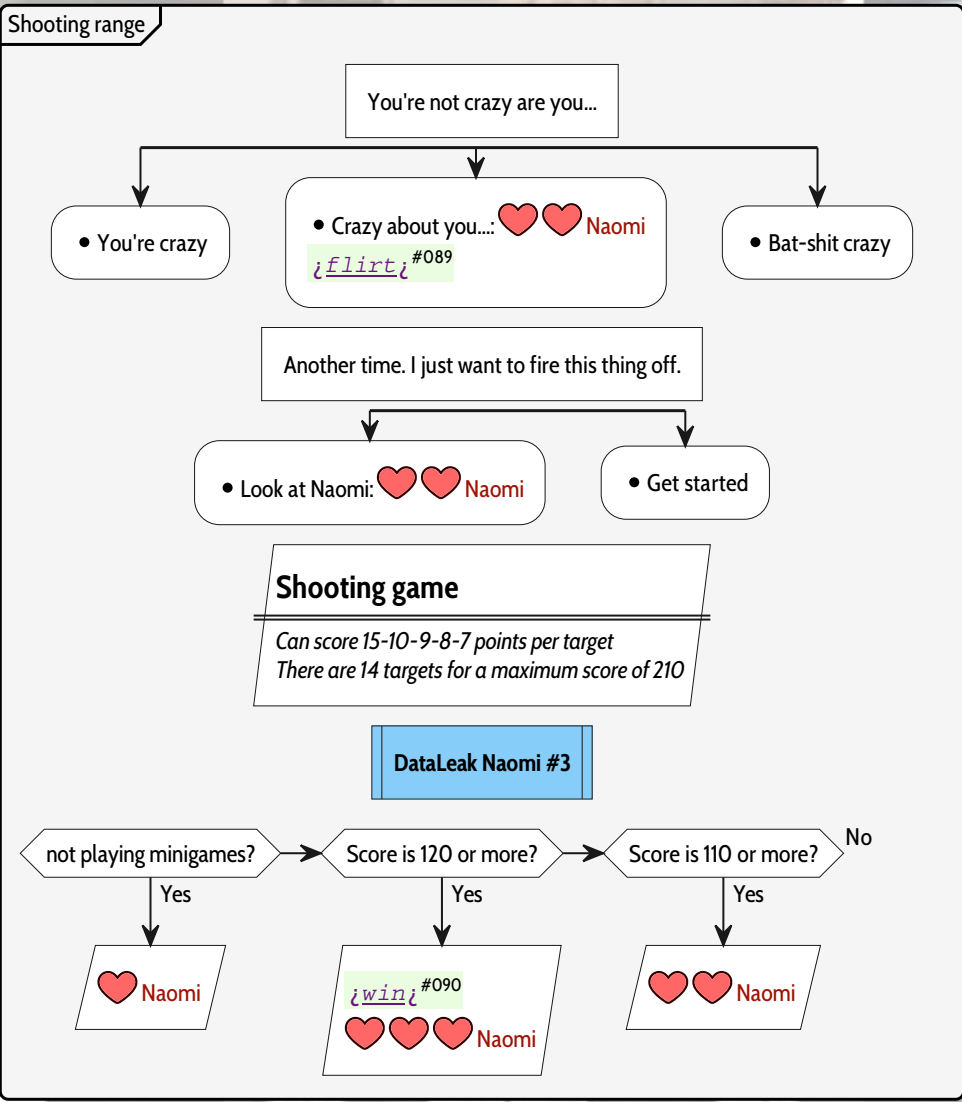 Shooting range
You're not crazy are you...
• You're crazy
• Crazy about you...: Naomi
¿flirt¿ #089
• Bat-shit crazy
Another time. I just want to fire this thing off.
• Look at Naomi: Naomi
• Get started
Shooting game
Can score 15-10-9-8-7 points per target
There are 14 targets for a maximum score of 210
DataLeak Naomi #3
not playing minigames?
Score is 120 or more?
Score is 110 or more?
No
Yes
Yes
Yes
Naomi
¿win¿ #090
Naomi
Naomi